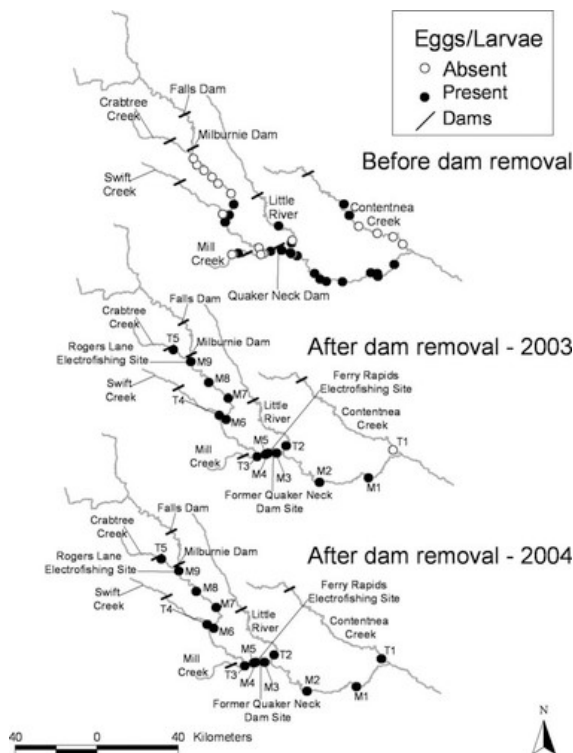 Eggs/Larvae
Absent
Present
Dams
Before dam removal
Falls Dam
Crabtree
Creek
Milburnie Dam
Swift
Creek
Little
River
Contentnea
Creek
Mill
Creek
Quaker Neck Dam
After dam removal - 2003
Falls Dam
Crabtree
Creek
T5
Milburnie Dam
Rogers Lane
Electrofishing Site
M9
Ferry Rapids
Electrofishing Site
M8
Swift
Creek
M7
T4
M6
Little
River
Contentnea
Creek
T1
Mill
Creek
M5
T2
T3
M4
M3
M2
M1
Former Quaker Neck
Dam Site
After dam removal - 2004
Falls Dam
Crabtree
Creek
T5
Milburnie Dam
Rogers Lane
Electrofishing Site
M9
Ferry Rapids
Electrofishing Site
M8
Swift
Creek
M7
T4
M6
Little
River
Contentnea
Creek
T1
Mill
Creek
M5
T2
T3
M4
M3
M2
M1
Former Quaker Neck
Dam Site
40 0 40 Kilometers
N